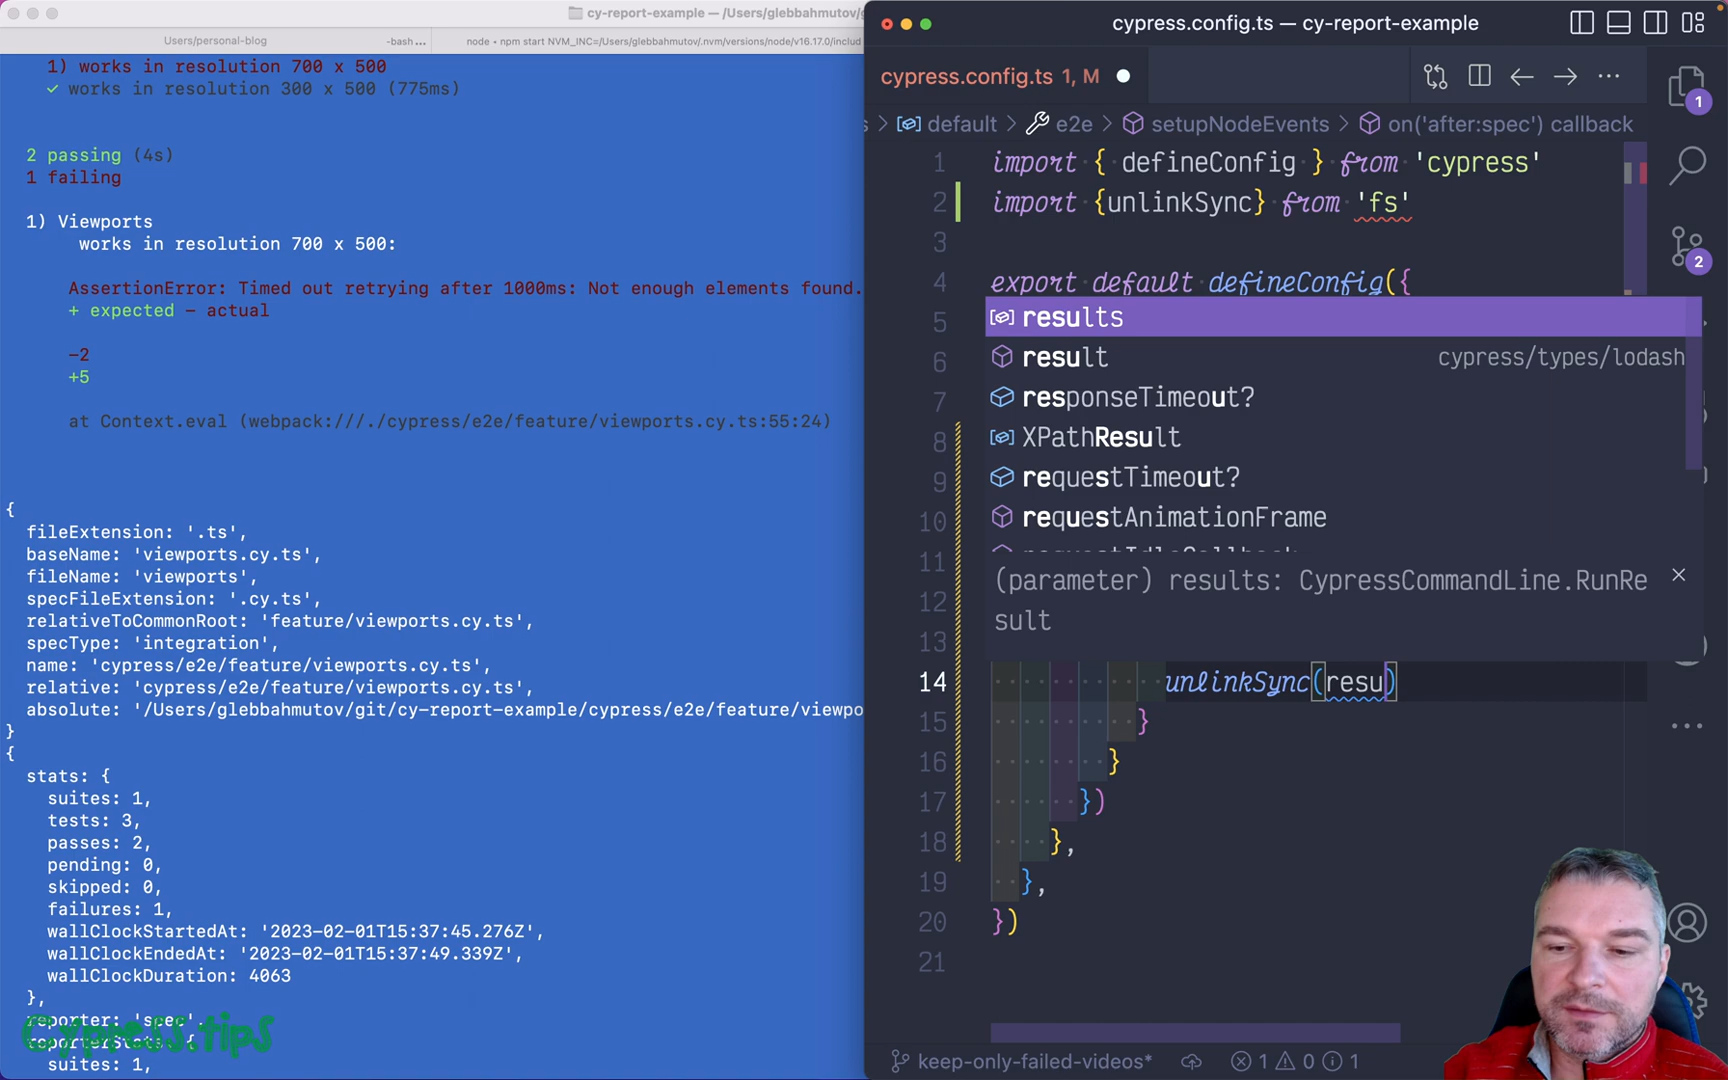 cy-report-example — /Users/glebbahmutov/g
Users/personal-blog
-bash ...
node • npm start NVM_INC=/Users/glebbahmutov/.nvm/versions/node/v16.17.0/includ
1) works in resolution 700 x 500
✓ works in resolution 300 x 500 (775ms)
2 passing (4s)
1 failing
1) Viewports
works in resolution 700 x 500:
AssertionError: Timed out retrying after 1000ms: Not enough elements found.
+ expected - actual
-2
+5
at Context.eval (webpack:///./cypress/e2e/feature/viewports.cy.ts:55:24)
{
fileExtension: '.ts',
baseName: 'viewports.cy.ts',
fileName: 'viewports',
specFileExtension: '.cy.ts',
relativeToCommonRoot: 'feature/viewports.cy.ts',
specType: 'integration',
name: 'cypress/e2e/feature/viewports.cy.ts',
relative: 'cypress/e2e/feature/viewports.cy.ts',
absolute: '/Users/glebbahmutov/git/cy-report-example/cypress/e2e/feature/viewpo
}
{
stats: {
suites: 1,
tests: 3,
passes: 2,
pending: 0,
skipped: 0,
failures: 1,
wallClockStartedAt: '2023-02-01T15:37:45.276Z',
wallClockEndedAt: '2023-02-01T15:37:49.339Z',
wallClockDuration: 4063
},
reporter: 'spec',
reporterStats: {
suites: 1,
Cypress.tips
cypress.config.ts — cy-report-example
cypress.config.ts 1, M
s > default > e2e > setupNodeEvents > on('after:spec') callback
1 import { defineConfig } from 'cypress'
2 import {unlinkSync} from 'fs'
3
4 export default defineConfig({
5
6
7
8
9
10
11
12
13
results
result cypress/types/lodash
responseTimeout?
XPathResult
requestTimeout?
requestAnimationFrame
requestIdleCallback
(parameter) results: CypressCommandLine.RunRe
sult
14 unlinkSync(resu)
15 }
16 }
17 })
18 },
19 },
20 })
21
1
2
keep-only-failed-videos* 1 0 1